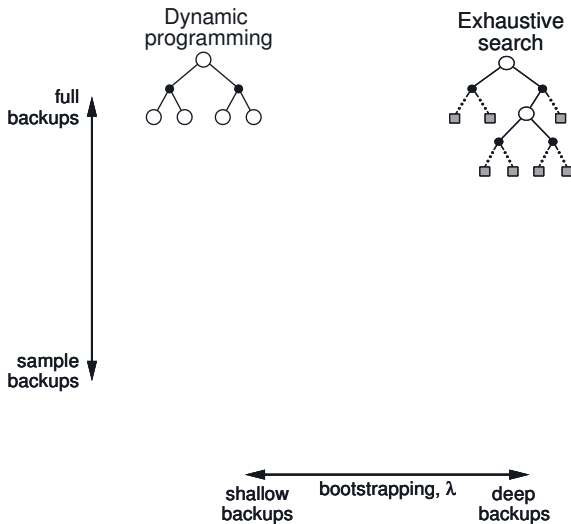 Dynamic
programming
Exhaustive
search
full
backups
sample
backups
bootstrapping, λ
shallow
backups
deep
backups